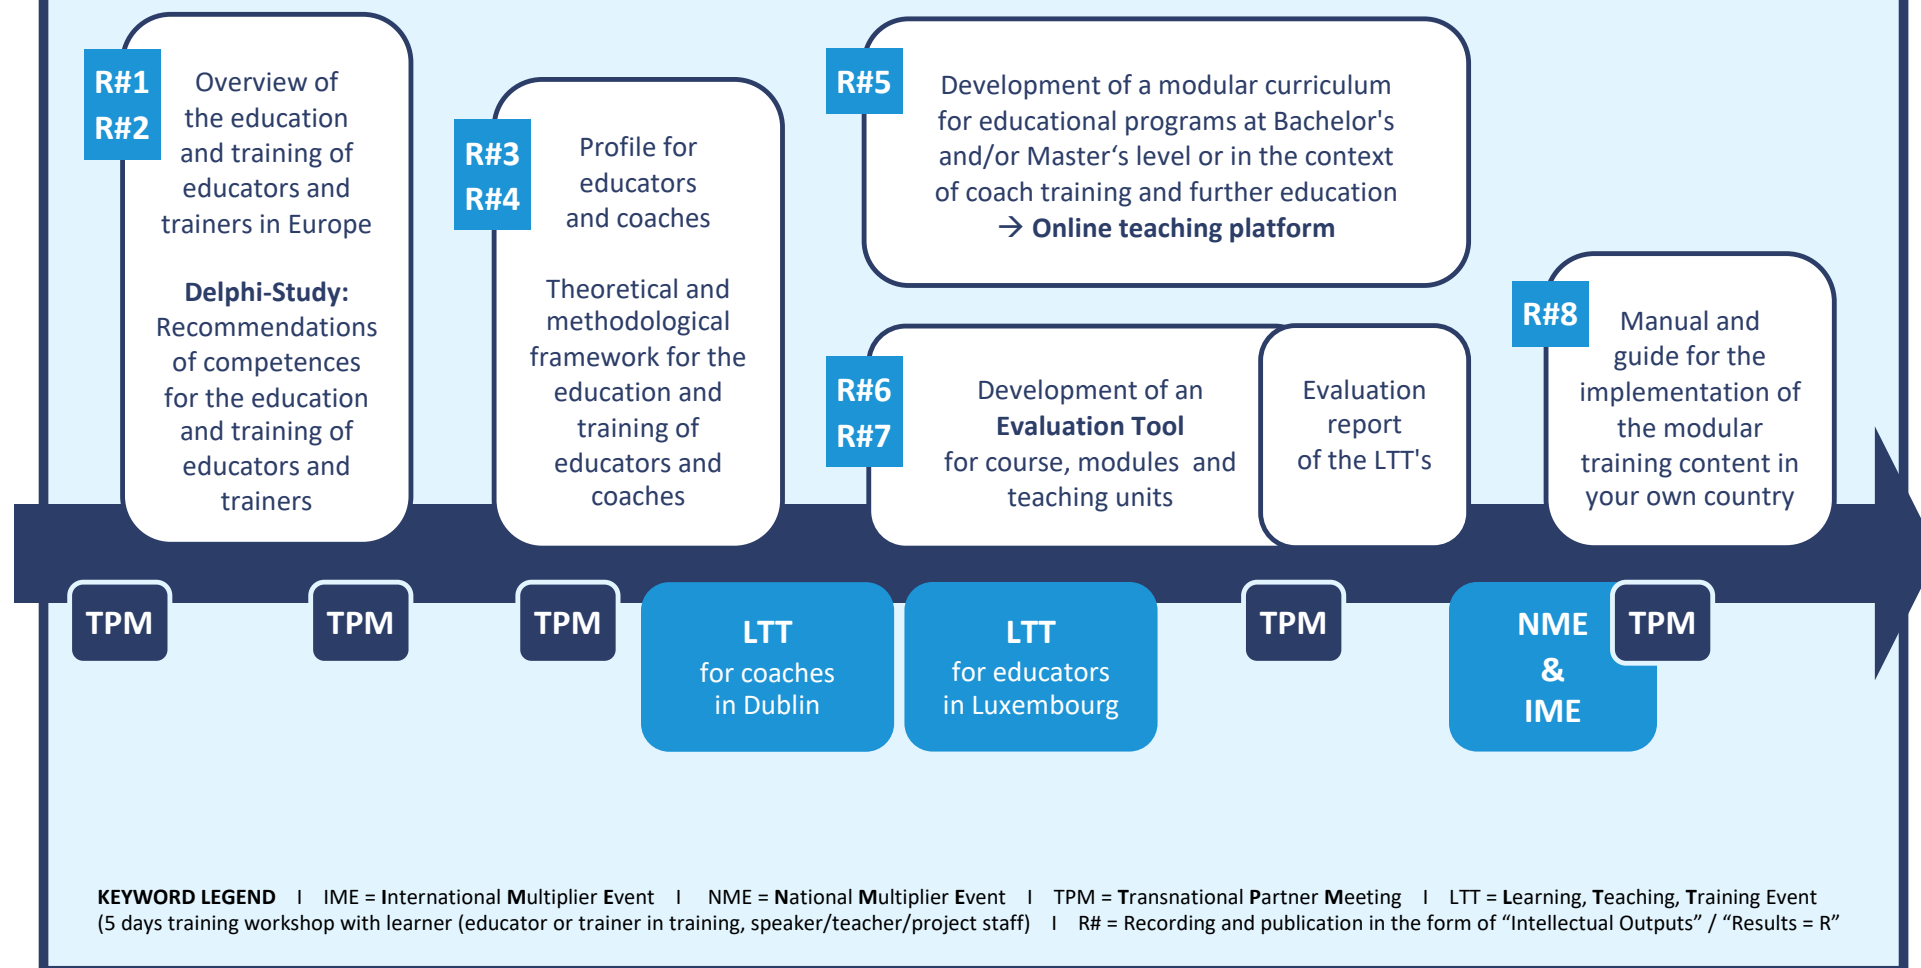 R#1
R#2
Overview of
the education
and training of
educators and
trainers in Europe
Delphi-Study:
Recommendations
of competences
for the education
and training of
educators and
trainers
R#3
R#4
Profile for
educators
and coaches
Theoretical and
methodological
framework for the
education and
training of
educators and
coaches
R#5
Development of a modular curriculum
for educational programs at Bachelor's
and/or Master‘s level or in the context
of coach training and further education
→ Online teaching platform
R#6
R#7
Development of an
Evaluation Tool
for course, modules and
teaching units
Evaluation
report
of the LTT's
R#8
Manual and
guide for the
implementation of
the modular
training content in
your own country
TPM
TPM
TPM
LTT
for coaches
in Dublin
LTT
for educators
in Luxembourg
TPM
NME
&
IME
TPM
KEYWORD LEGEND I IME = International Multiplier Event I NME = National Multiplier Event I TPM = Transnational Partner Meeting I LTT = Learning, Teaching, Training Event
(5 days training workshop with learner (educator or trainer in training, speaker/teacher/project staff) I R# = Recording and publication in the form of “Intellectual Outputs” / “Results = R”